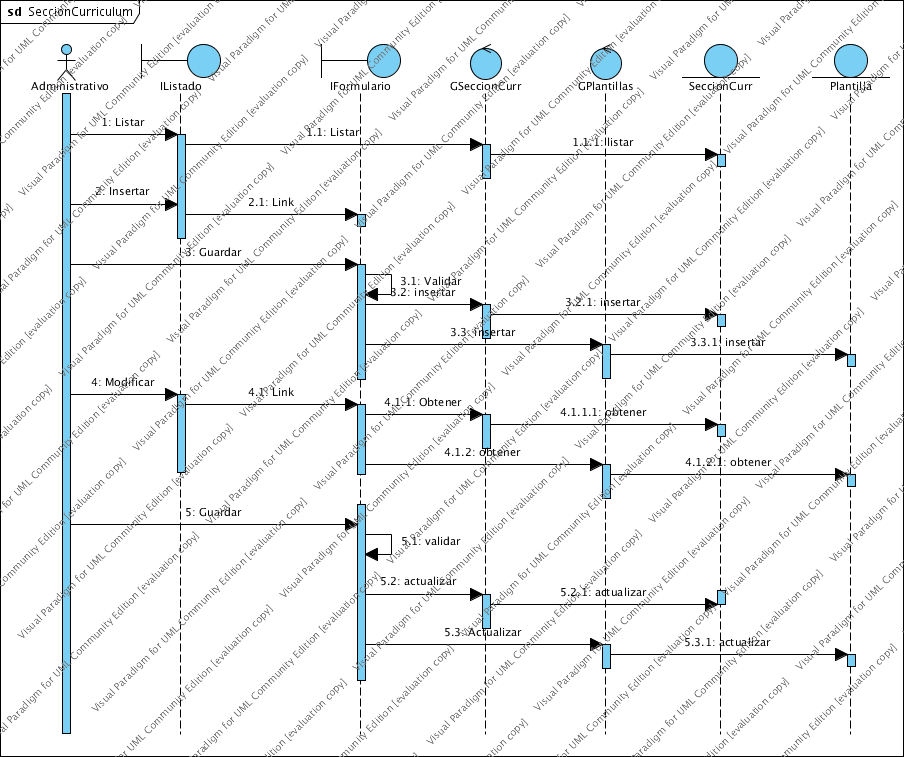 sd SeccionCurriculum
Administrativo
IListado
IFormulario
GSeccionCurr
GPlantillas
SeccionCurr
Plantilla
1: Listar
1.1: Listar
1.1.1: listar
2: Insertar
2.1: Link
3: Guardar
3.1: Validar
3.2: insertar
3.2.1: insertar
3.3: insertar
3.3.1: insertar
4: Modificar
4.1: Link
4.1.1: Obtener
4.1.1.1: obtener
4.1.2: obtener
4.1.2.1: obtener
5: Guardar
5.1: validar
5.2: actualizar
5.2.1: actualizar
5.3: Actualizar
5.3.1: actualizar
Visual Paradigm for UML Community Edition [evaluation copy]